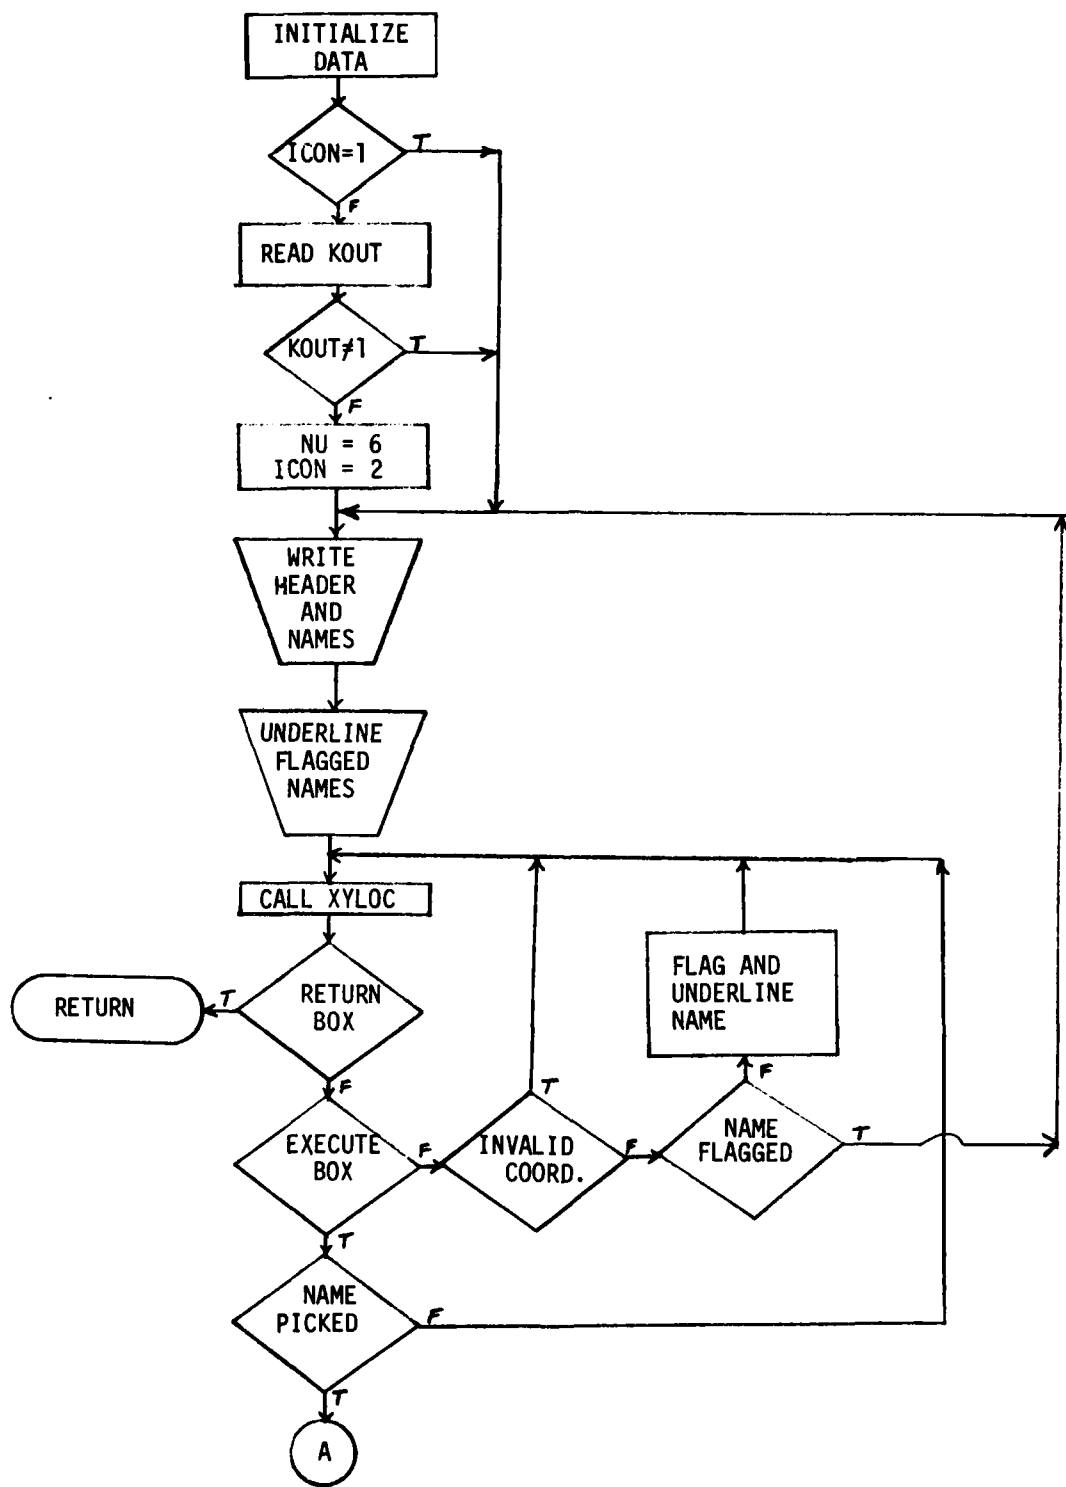 INITIALIZE
DATA
ICON=1
T
F
READ KOUT
KOUT≠1
T
F
NU = 6
ICON = 2
WRITE
HEADER
AND
NAMES
UNDERLINE
FLAGGED
NAMES
CALL XYLOC
RETURN
BOX
T
RETURN
F
FLAG AND
UNDERLINE
NAME
EXECUTE
BOX
F
INVALID
COORD.
T
F
NAME
FLAGGED
F
T
T
NAME
PICKED
F
T
A